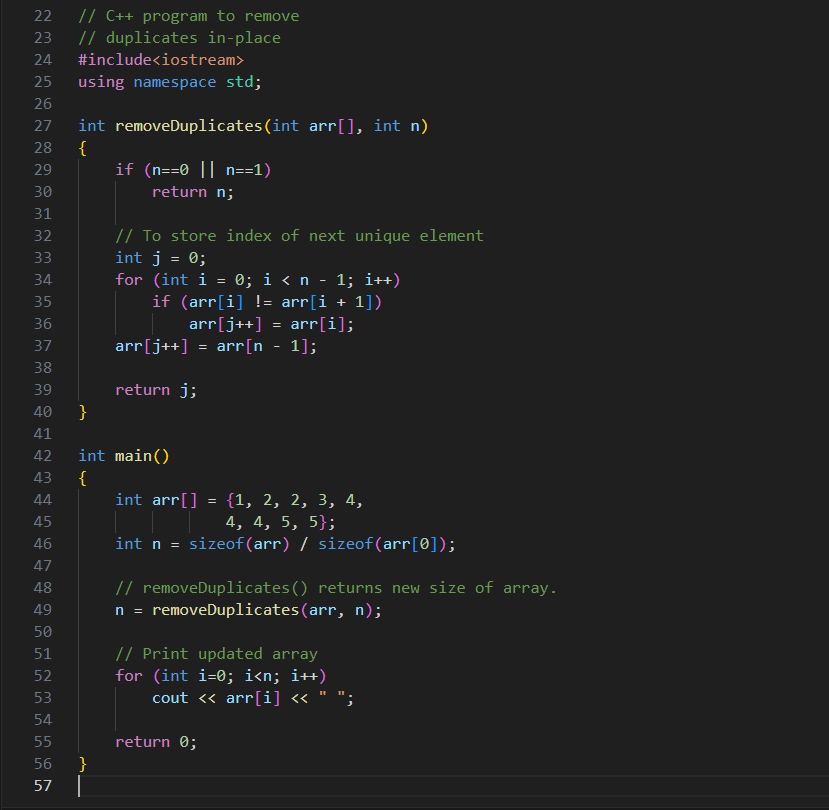 22 // C++ program to remove
23 // duplicates in-place
24 #include<iostream>
25 using namespace std;
26
27 int removeDuplicates(int arr[], int n)
28 {
29     if (n==0 || n==1)
30         return n;
31
32     // To store index of next unique element
33     int j = 0;
34     for (int i = 0; i < n - 1; i++)
35         if (arr[i] != arr[i + 1])
36             arr[j++] = arr[i];
37     arr[j++] = arr[n - 1];
38
39     return j;
40 }
41
42 int main()
43 {
44     int arr[] = {1, 2, 2, 3, 4,
45                 4, 4, 5, 5};
46     int n = sizeof(arr) / sizeof(arr[0]);
47
48     // removeDuplicates() returns new size of array.
49     n = removeDuplicates(arr, n);
50
51     // Print updated array
52     for (int i=0; i<n; i++)
53         cout << arr[i] << " ";
54
55     return 0;
56 }
57